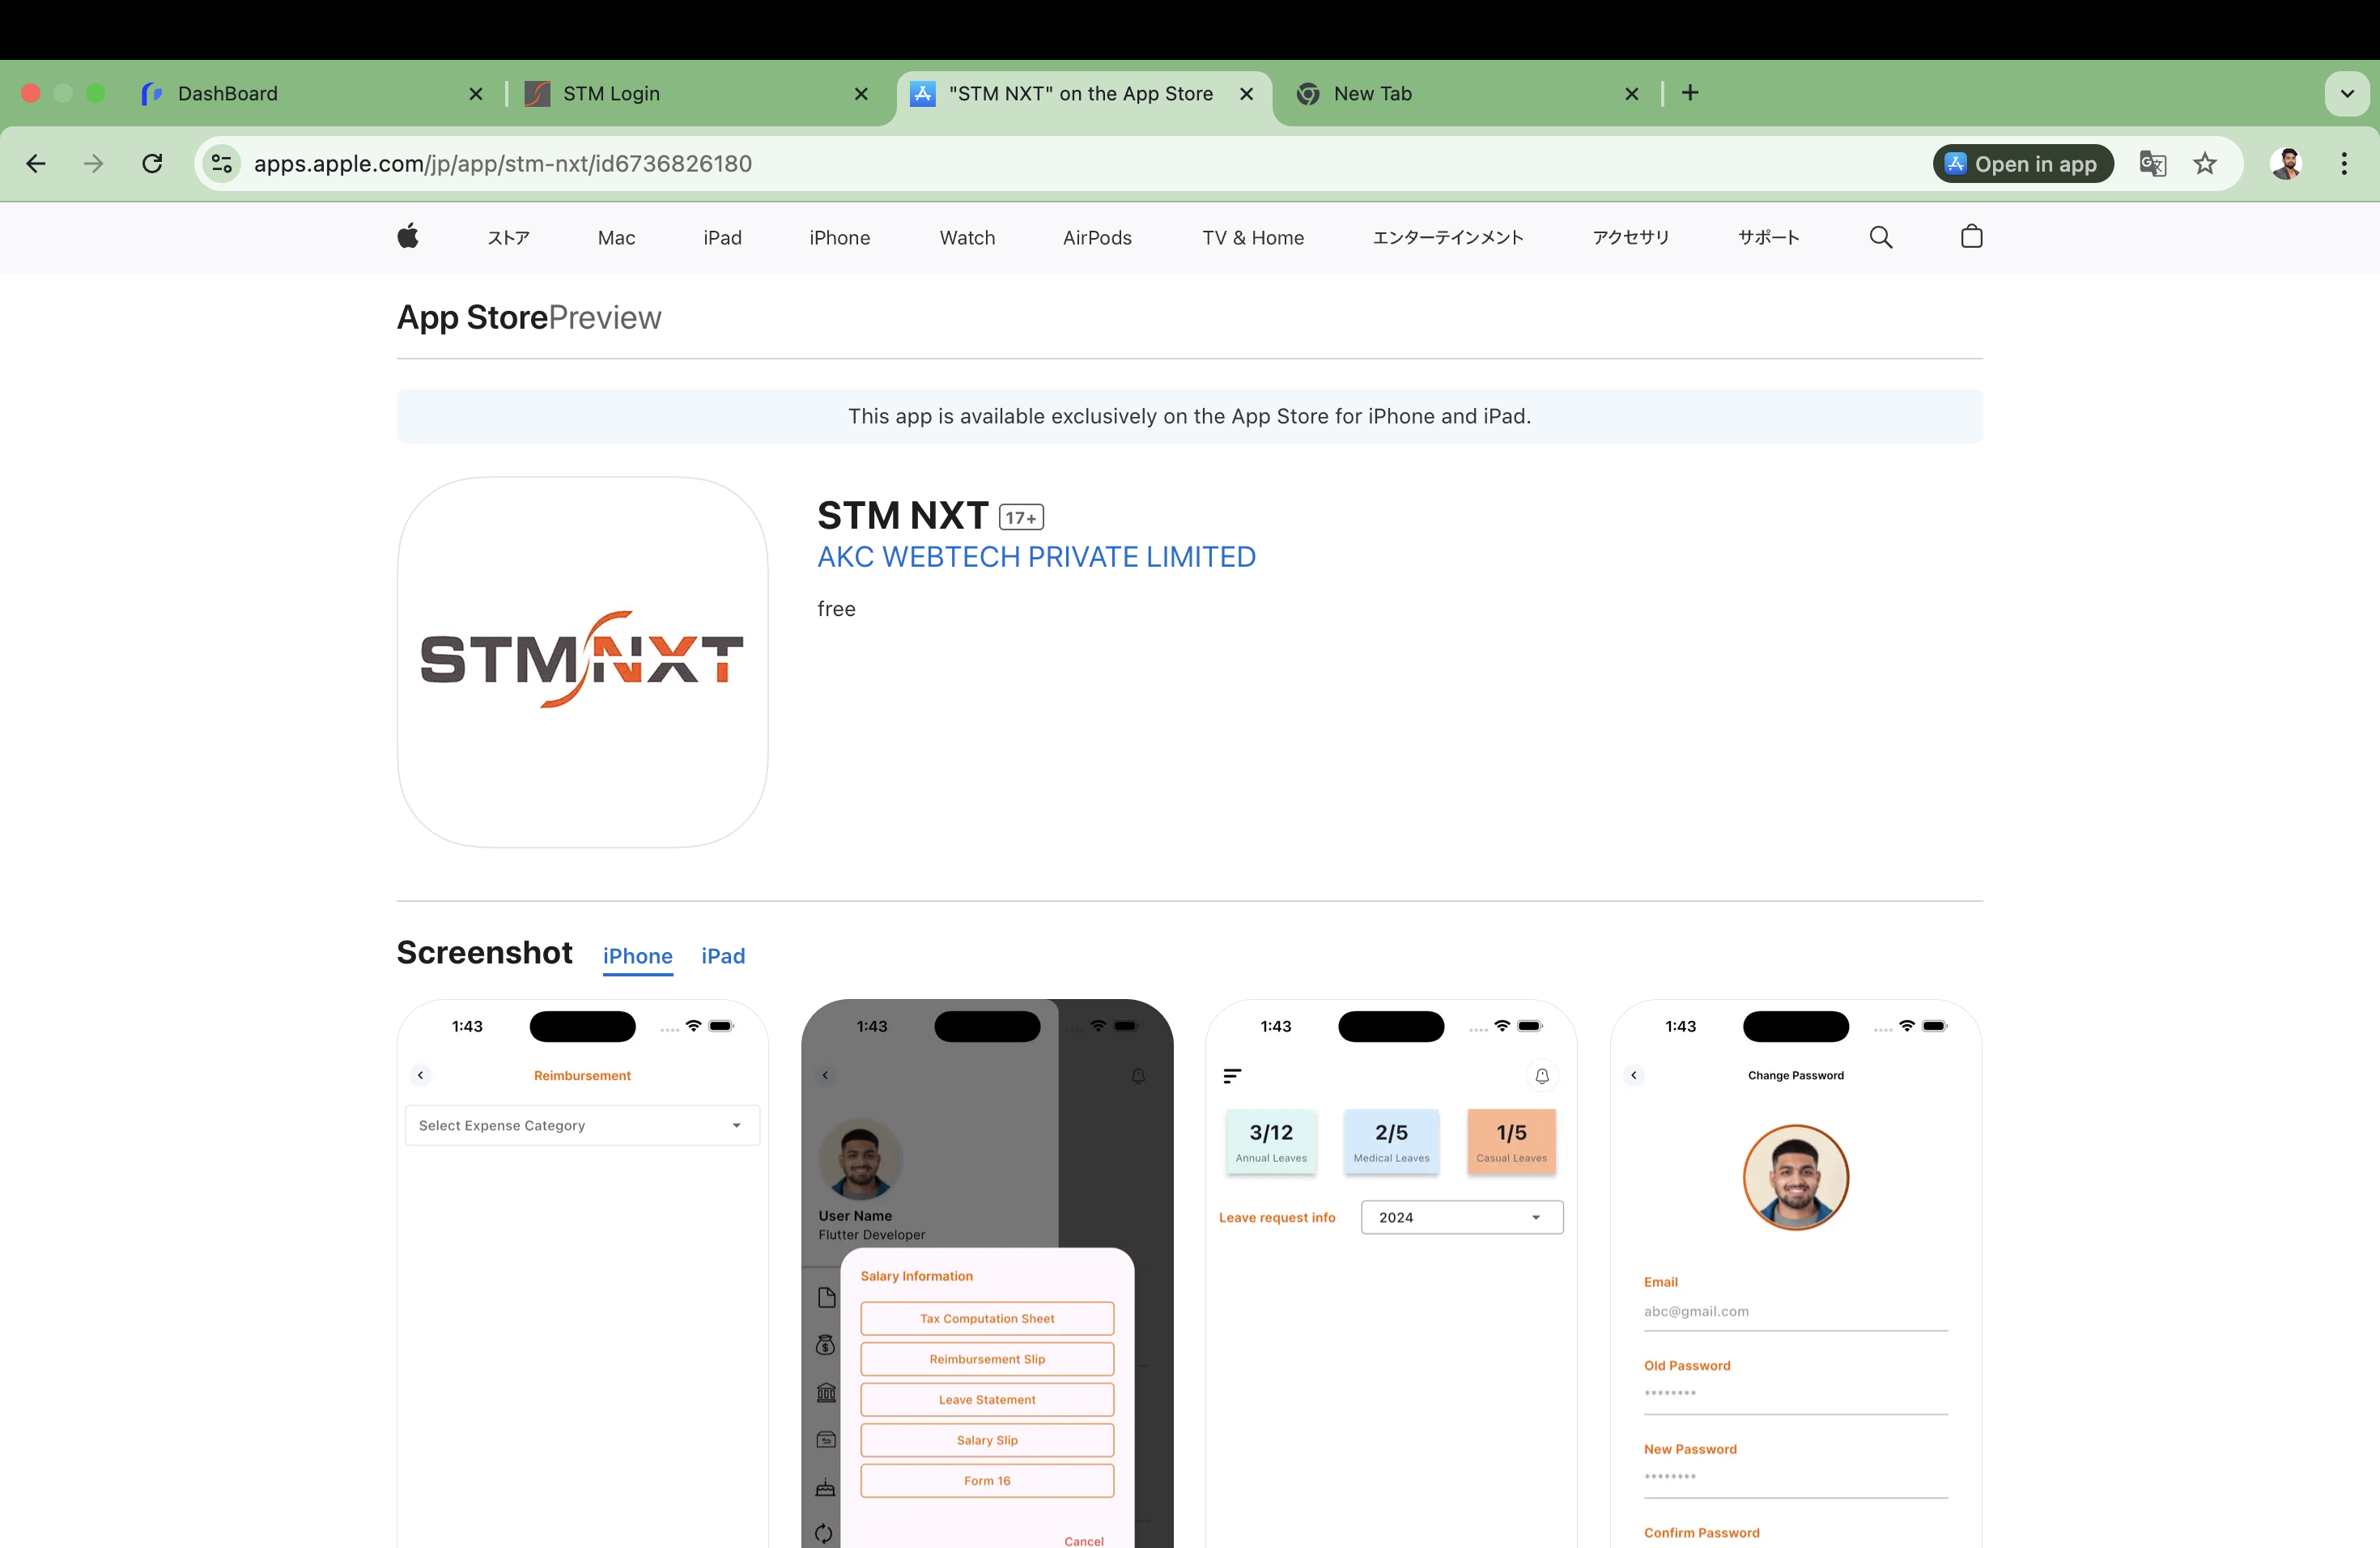 DashBoard
STM Login
"STM NXT" on the App Store
New Tab
apps.apple.com/jp/app/stm-nxt/id6736826180
Open in app
ストア
Mac
iPad
iPhone
Watch
AirPods
TV & Home
エンターテインメント
アクセサリ
サポート
App StorePreview
This app is available exclusively on the App Store for iPhone and iPad.
STM NXT
STM NXT 17+
AKC WEBTECH PRIVATE LIMITED
free
Screenshot
iPhone
iPad
1:43
Reimbursement
Select Expense Category
1:43
User Name
Flutter Developer
Salary Information
Tax Computation Sheet
Reimbursement Slip
Leave Statement
Salary Slip
Form 16
Cancel
1:43
3/12
Annual Leaves
2/5
Medical Leaves
1/5
Casual Leaves
Leave request info
2024
1:43
Change Password
Email
abc@gmail.com
Old Password
********
New Password
********
Confirm Password